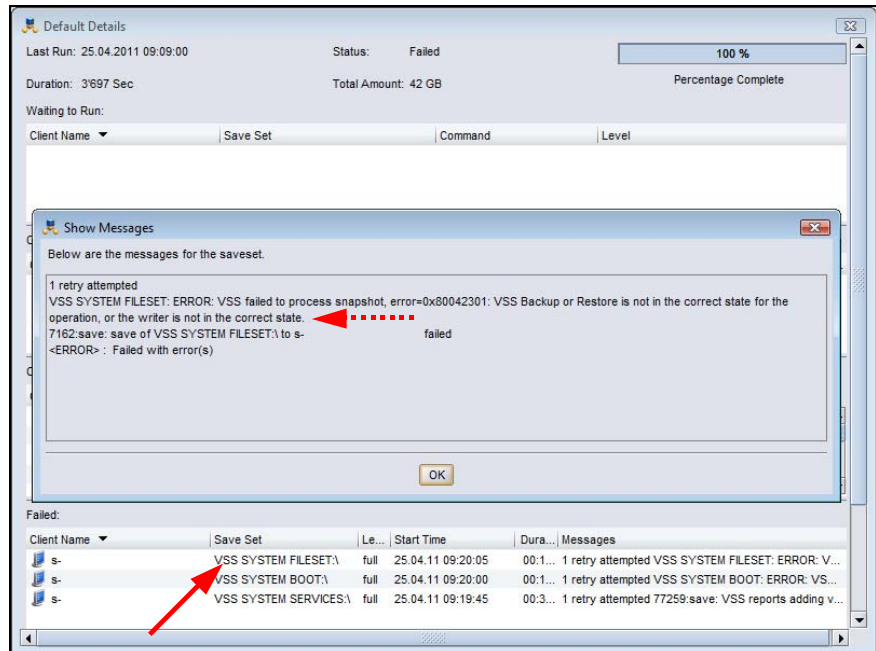 Default Details
Last Run: 25.04.2011 09:09:00 Status: Failed 100 %
Duration: 3'697 Sec Total Amount: 42 GB Percentage Complete
Waiting to Run:
Client Name Save Set Command Level
Show Messages
Below are the messages for the saveset.
1 retry attempted
VSS SYSTEM FILESET: ERROR: VSS failed to process snapshot, error=0x80042301: VSS Backup or Restore is not in the correct state for the
operation, or the writer is not in the correct state.
7162:save: save of VSS SYSTEM FILESET:\ to s- failed
<ERROR> : Failed with error(s)
OK
Failed:
Client Name Save Set Le... Start Time Dura... Messages
s- VSS SYSTEM FILESET:\ full 25.04.11 09:20:05 00:1... 1 retry attempted VSS SYSTEM FILESET: ERROR: V...
s- VSS SYSTEM BOOT:\ full 25.04.11 09:20:00 00:1... 1 retry attempted VSS SYSTEM BOOT: ERROR: VS...
s- VSS SYSTEM SERVICES:\ full 25.04.11 09:19:45 00:3... 1 retry attempted 77259:save: VSS reports adding v...